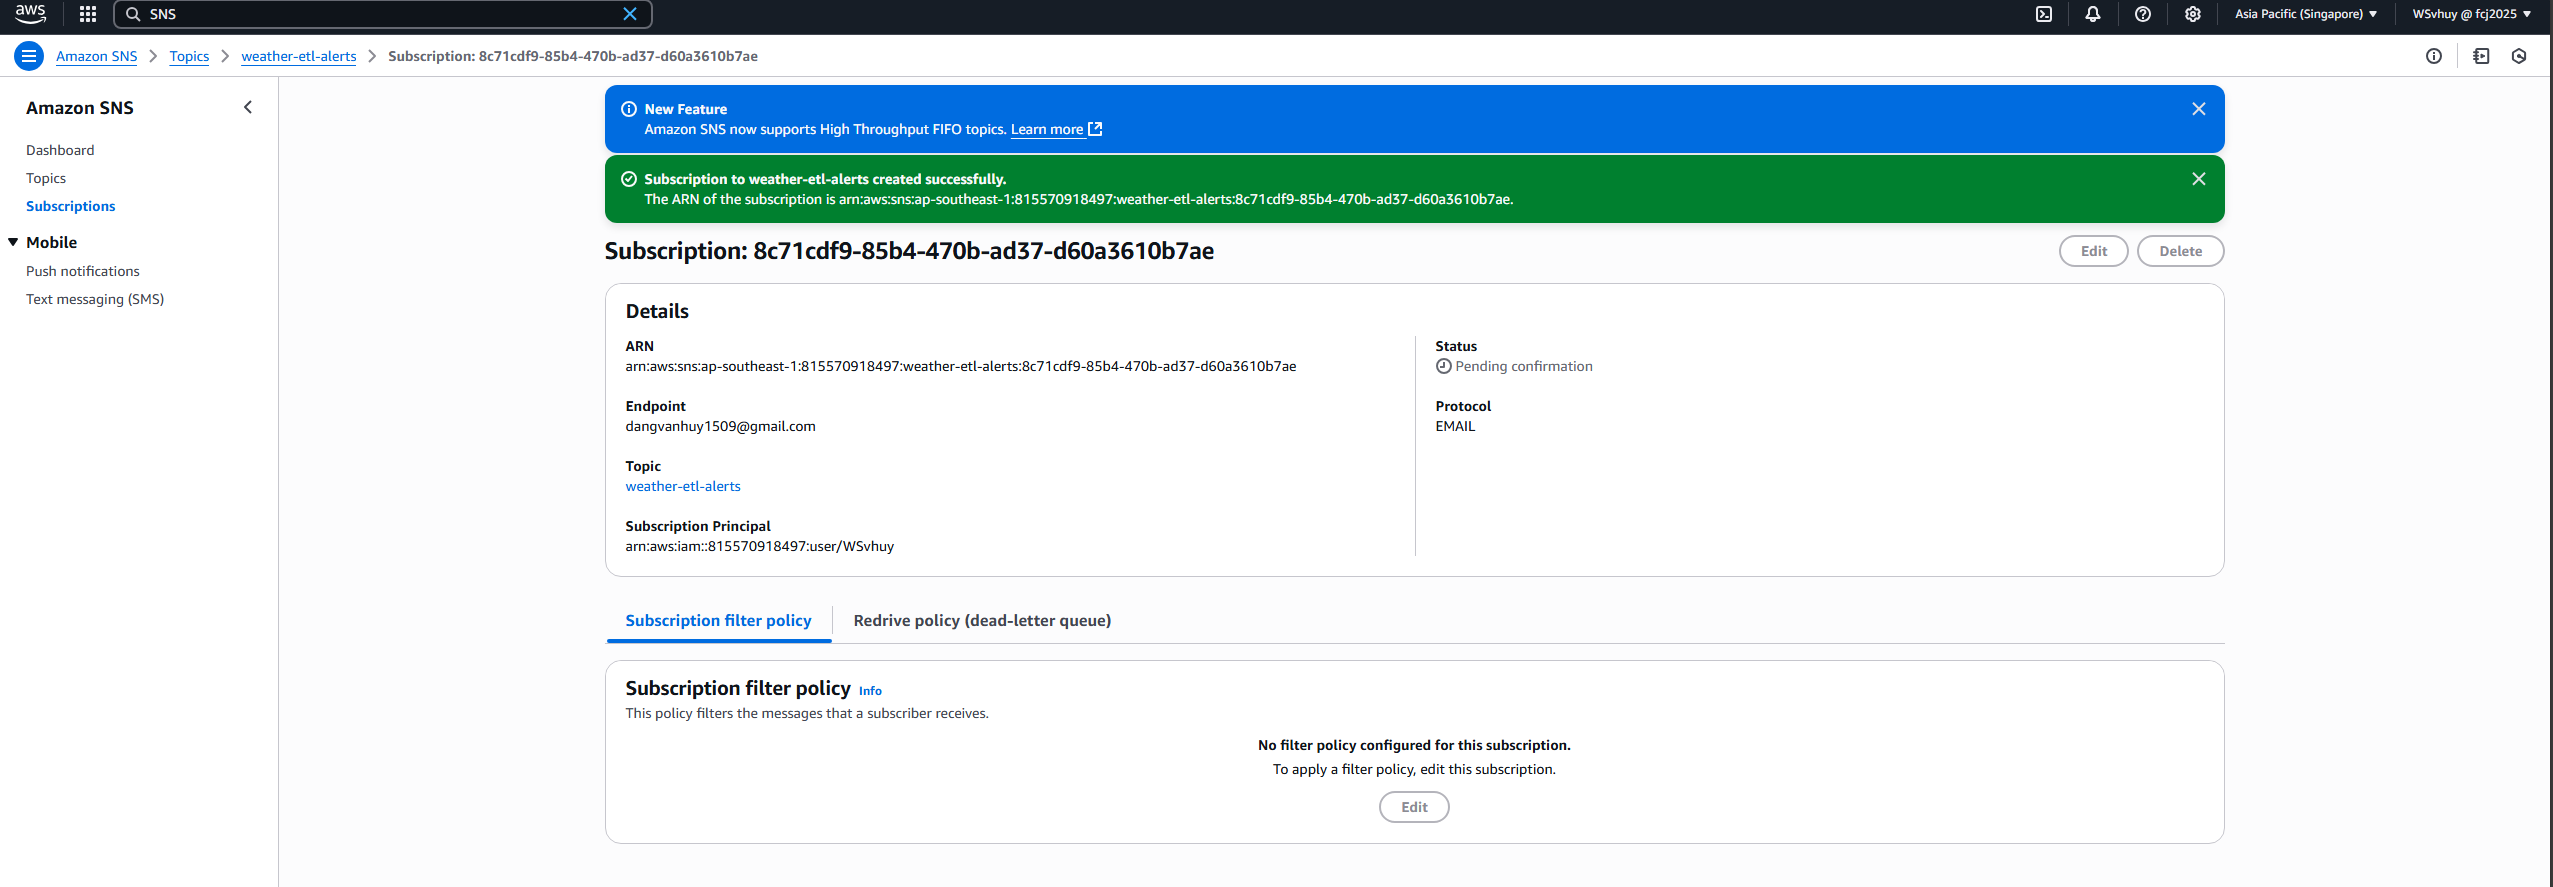 aws
SNS
Asia Pacific (Singapore)
WSvhuy @ fcj2025
Amazon SNS
Topics
weather-etl-alerts
Subscription: 8c71cdf9-85b4-470b-ad37-d60a3610b7ae
Amazon SNS
Dashboard
Topics
Subscriptions
Mobile
Push notifications
Text messaging (SMS)
New Feature
Amazon SNS now supports High Throughput FIFO topics. Learn more
Subscription to weather-etl-alerts created successfully.
The ARN of the subscription is arn:aws:sns:ap-southeast-1:815570918497:weather-etl-alerts:8c71cdf9-85b4-470b-ad37-d60a3610b7ae.
Subscription: 8c71cdf9-85b4-470b-ad37-d60a3610b7ae
Edit
Delete
Details
ARN
arn:aws:sns:ap-southeast-1:815570918497:weather-etl-alerts:8c71cdf9-85b4-470b-ad37-d60a3610b7ae
Endpoint
dangvanhuy1509@gmail.com
Topic
weather-etl-alerts
Subscription Principal
arn:aws:iam::815570918497:user/WSvhuy
Status
Pending confirmation
Protocol
EMAIL
Subscription filter policy
Redrive policy (dead-letter queue)
Subscription filter policy Info
This policy filters the messages that a subscriber receives.
No filter policy configured for this subscription.
To apply a filter policy, edit this subscription.
Edit